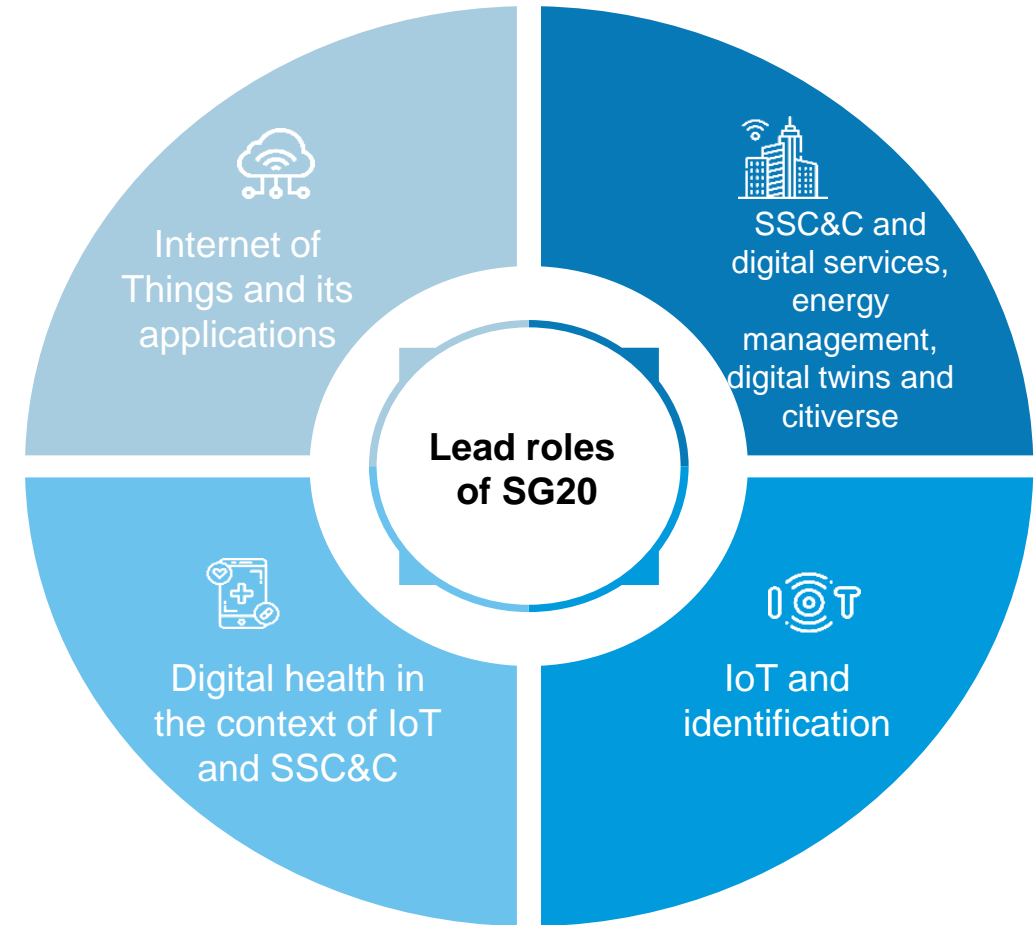 Internet of
Things and its
applications
SSC&C and
digital services,
energy
management,
digital twins and
citiverse
Lead roles
of SG20
Digital health in
the context of IoT
and SSC&C
IOT
IoT and
identification